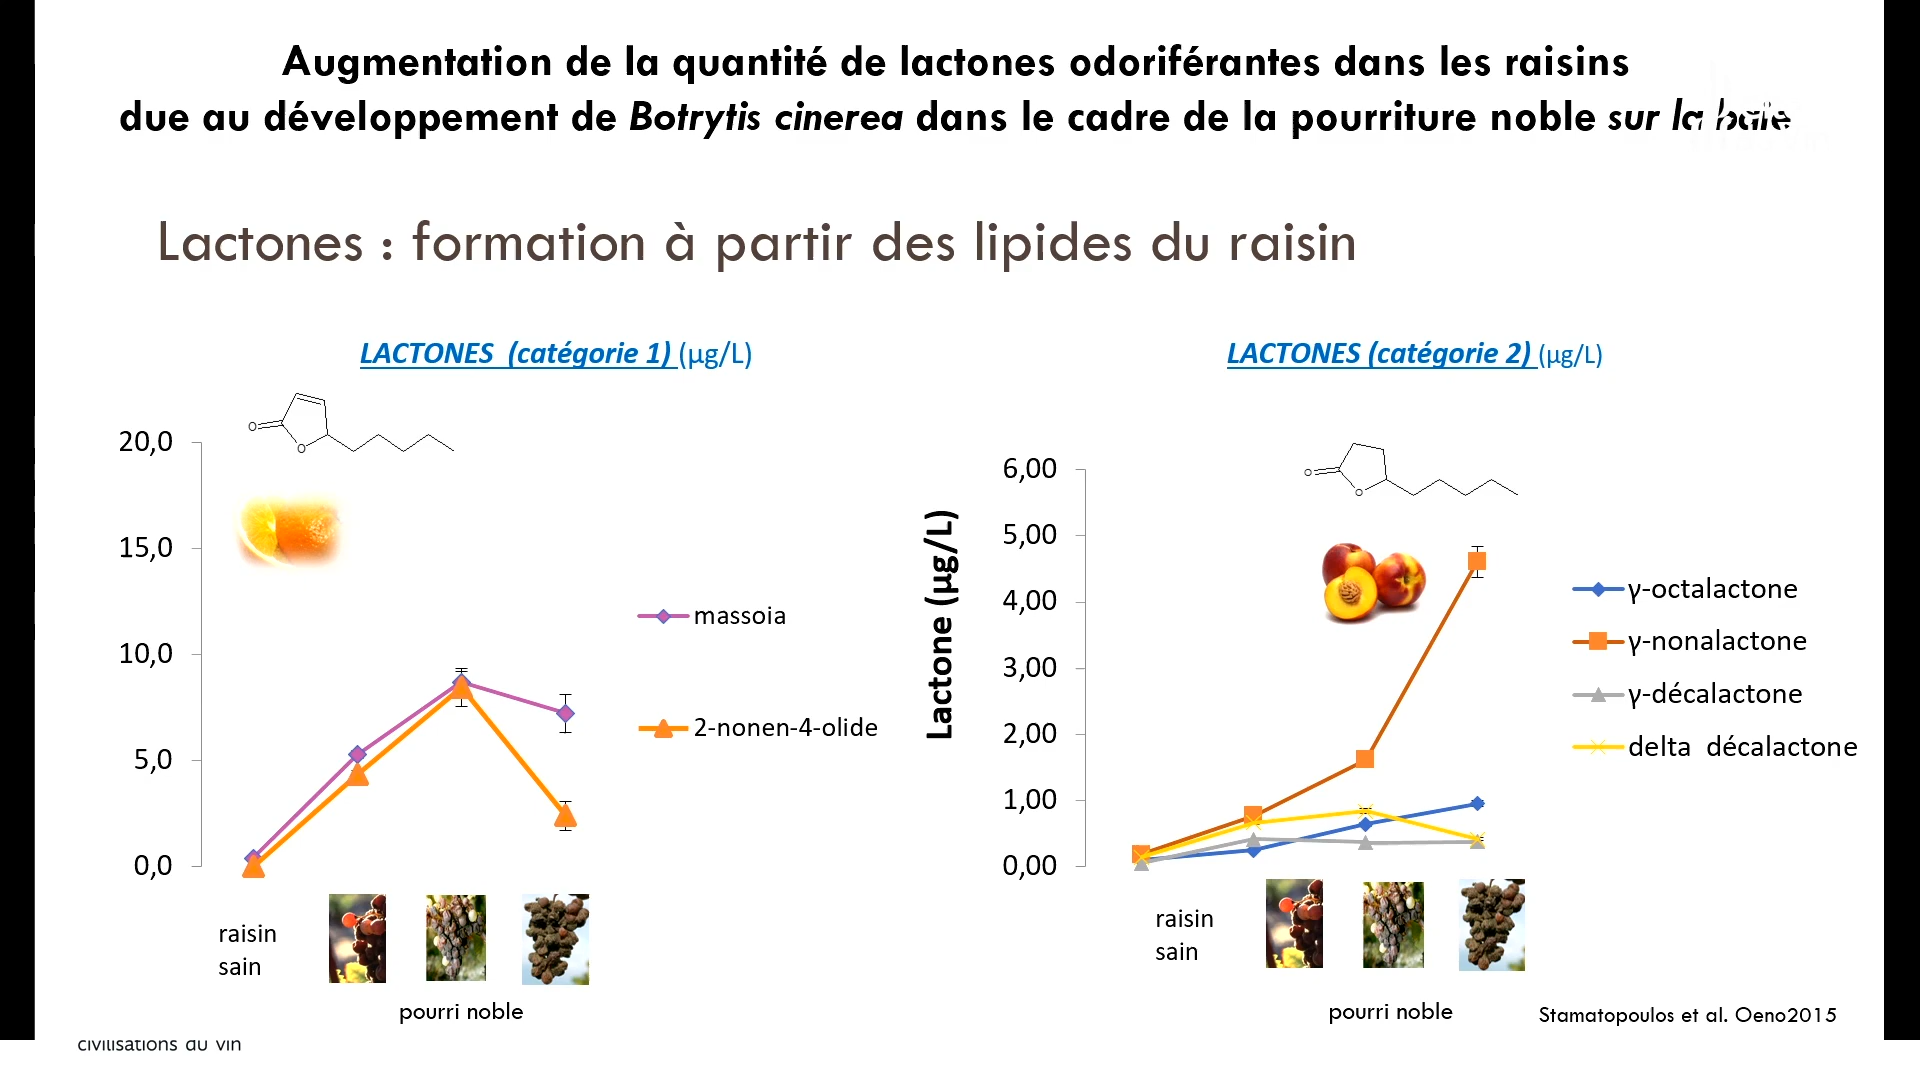 Augmentation de la quantité de lactones odoriférantes dans les raisins
due au développement de Botrytis cinerea dans le cadre de la pourriture noble sur la baie
Lactones : formation à partir des lipides du raisin
LACTONES (catégorie 1) (µg/L)
O
O
20,0
15,0
10,0
5,0
0,0
massoia
2-nonen-4-olide
raisin
sain
pourri noble
LACTONES (catégorie 2) (µg/L)
O
O
Lactone (µg/L)
6,00
5,00
4,00
3,00
2,00
1,00
0,00
γ-octalactone
γ-nonalactone
γ-décalactone
delta décalactone
raisin
sain
pourri noble
Stamatopoulos et al. Oeno2015
civilisations du vin